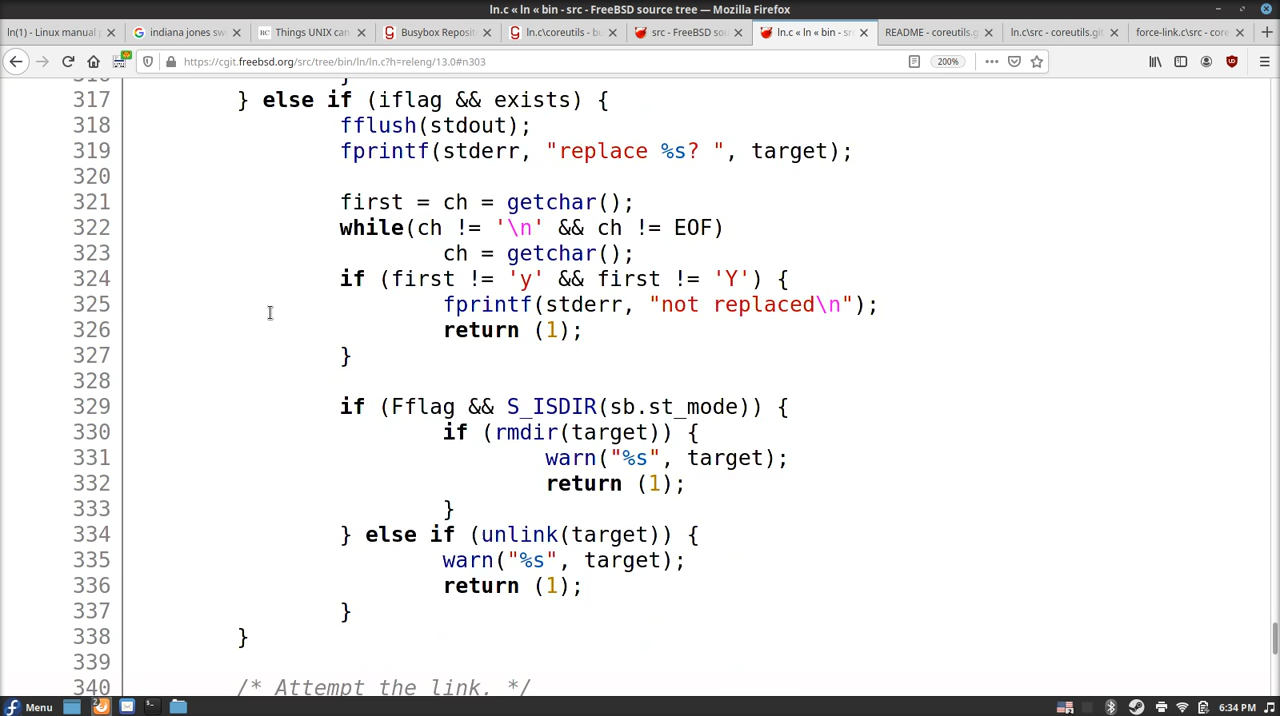 ln.c « ln « bin - src - FreeBSD source tree — Mozilla Firefox
ln(1) - Linux manual p
indiana jones sw
Things UNIX can
Busybox Reposit
ln.c\coreutils - bu
src - FreeBSD so
ln.c « ln « bin - sr
README - coreutils.g
ln.c\src - coreutils.git
force-link.c\src - core
https://cgit.freebsd.org/src/tree/bin/ln/ln.c?h=releng/13.0#n303
200%
316 }
317 } else if (iflag && exists) {
318 fflush(stdout);
319 fprintf(stderr, "replace %s? ", target);
320
321 first = ch = getchar();
322 while(ch != '\n' && ch != EOF)
323 ch = getchar();
324 if (first != 'y' && first != 'Y') {
325 fprintf(stderr, "not replaced\n");
326 return (1);
327 }
328
329 if (Fflag && S_ISDIR(sb.st_mode)) {
330 if (rmdir(target)) {
331 warn("%s", target);
332 return (1);
333 }
334 } else if (unlink(target)) {
335 warn("%s", target);
336 return (1);
337 }
338 }
339
340 /* Attempt the link. */
Menu
6:34 PM